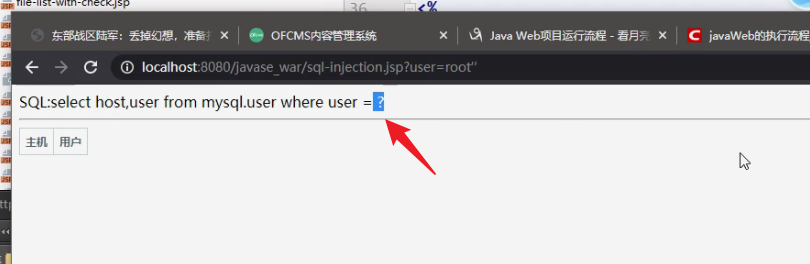 file-list-with-check.jsp
36
<%
东部战区陆军：丢掉幻想，准备
OFCMS内容管理系统
Java Web项目运行流程 - 看月亮
javaWeb的执行流程
localhost:8080/javase_war/sql-injection.jsp?user=root"
SQL:select host,user from mysql.user where user = ?
主机 用户